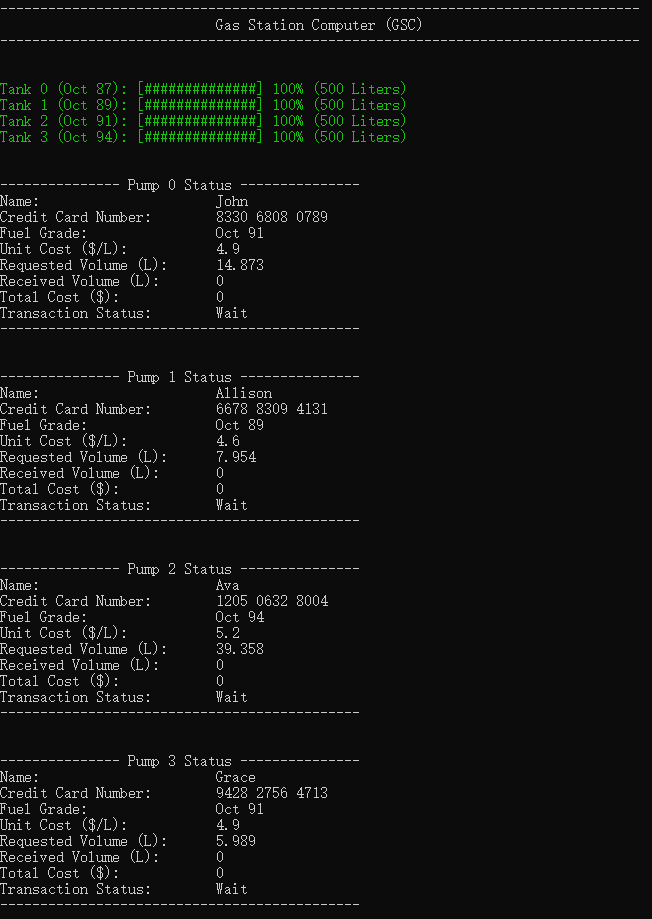 --------------------------------------------------------------------------------
Gas Station Computer (GSC)
--------------------------------------------------------------------------------
Tank 0 (Oct 87): [##############] 100% (500 Liters)
Tank 1 (Oct 89): [##############] 100% (500 Liters)
Tank 2 (Oct 91): [##############] 100% (500 Liters)
Tank 3 (Oct 94): [##############] 100% (500 Liters)
--------------- Pump 0 Status ---------------
Name: John
Credit Card Number: 8330 6808 0789
Fuel Grade: Oct 91
Unit Cost ($/L): 4.9
Requested Volume (L): 14.873
Received Volume (L): 0
Total Cost ($): 0
Transaction Status: Wait
---------------------------------------------
--------------- Pump 1 Status ---------------
Name: Allison
Credit Card Number: 6678 8309 4131
Fuel Grade: Oct 89
Unit Cost ($/L): 4.6
Requested Volume (L): 7.954
Received Volume (L): 0
Total Cost ($): 0
Transaction Status: Wait
---------------------------------------------
--------------- Pump 2 Status ---------------
Name: Ava
Credit Card Number: 1205 0632 8004
Fuel Grade: Oct 94
Unit Cost ($/L): 5.2
Requested Volume (L): 39.358
Received Volume (L): 0
Total Cost ($): 0
Transaction Status: Wait
---------------------------------------------
--------------- Pump 3 Status ---------------
Name: Grace
Credit Card Number: 9428 2756 4713
Fuel Grade: Oct 91
Unit Cost ($/L): 4.9
Requested Volume (L): 5.989
Received Volume (L): 0
Total Cost ($): 0
Transaction Status: Wait
---------------------------------------------